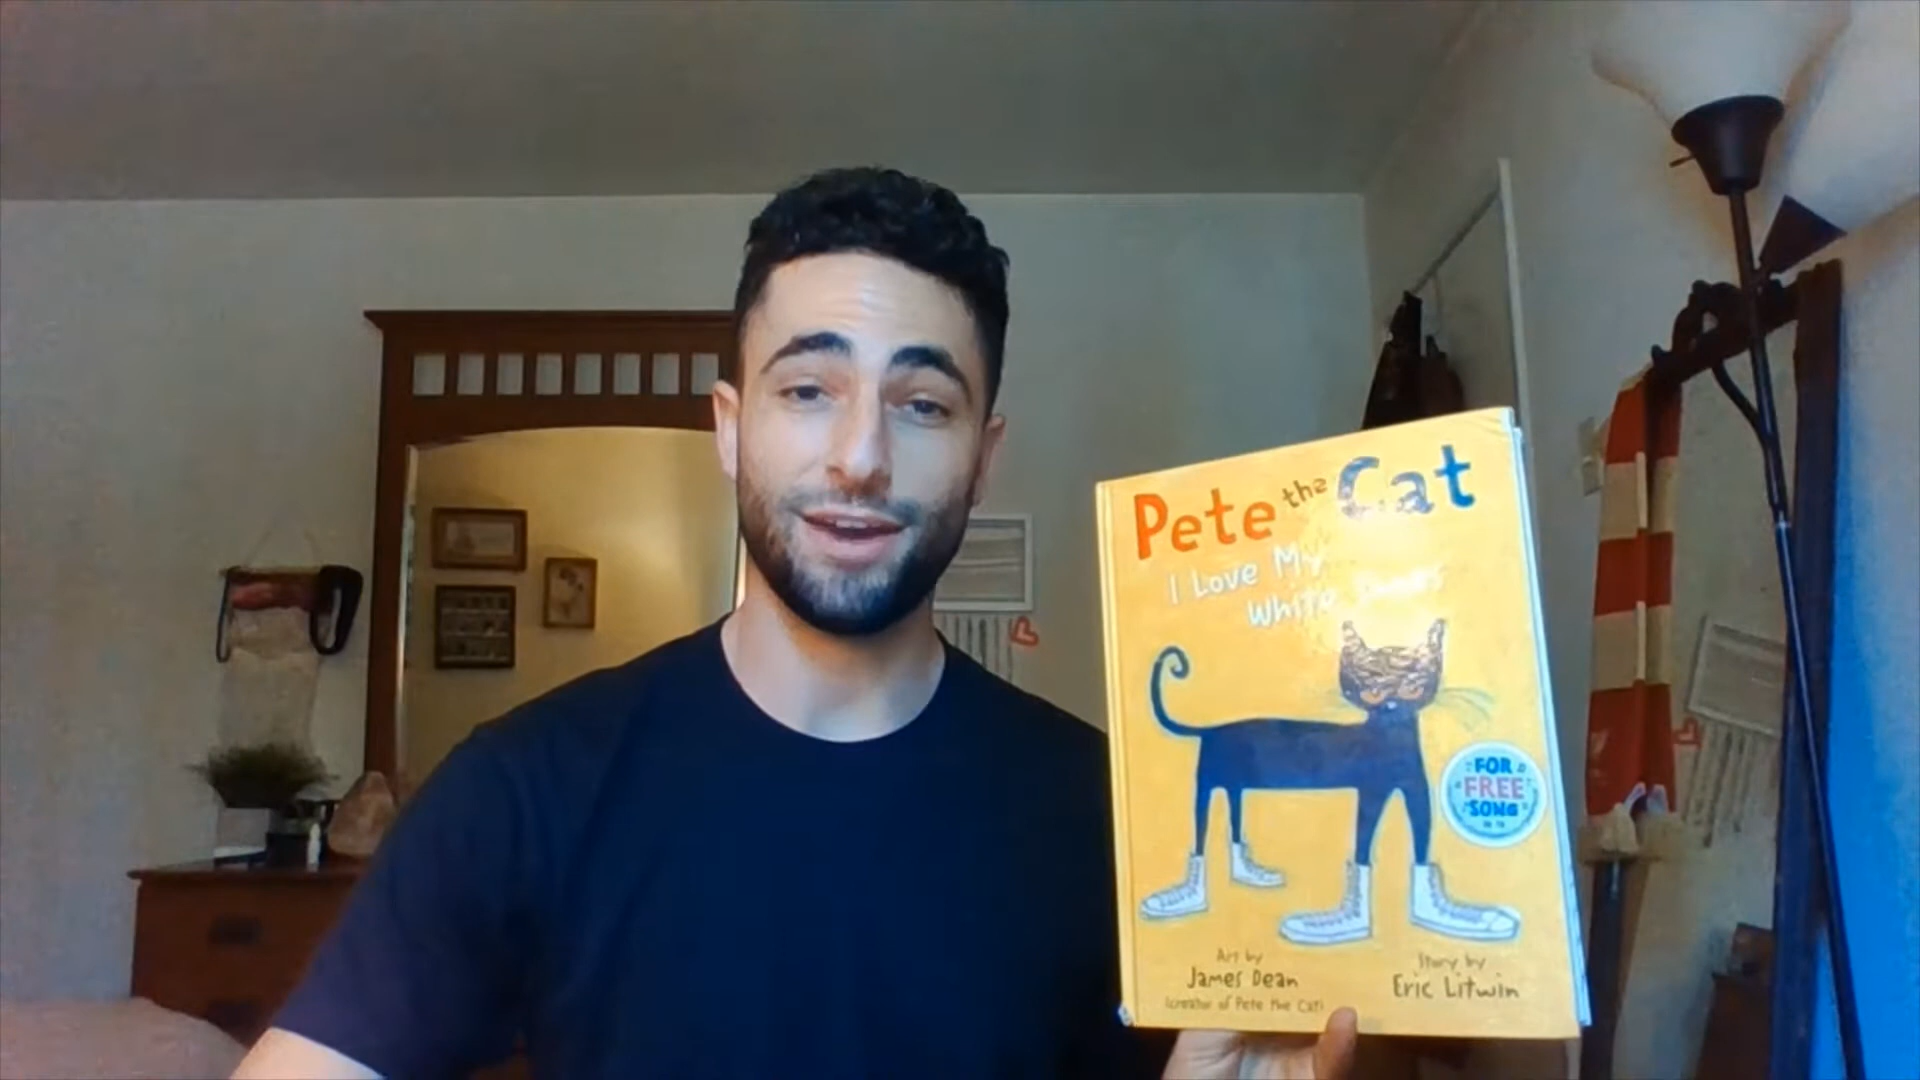 Pete the Cat
I Love My
White
FOR
FREE
SONG
Art by
James Dean
(creator of Pete the Cat)
Story by
Eric Litwin